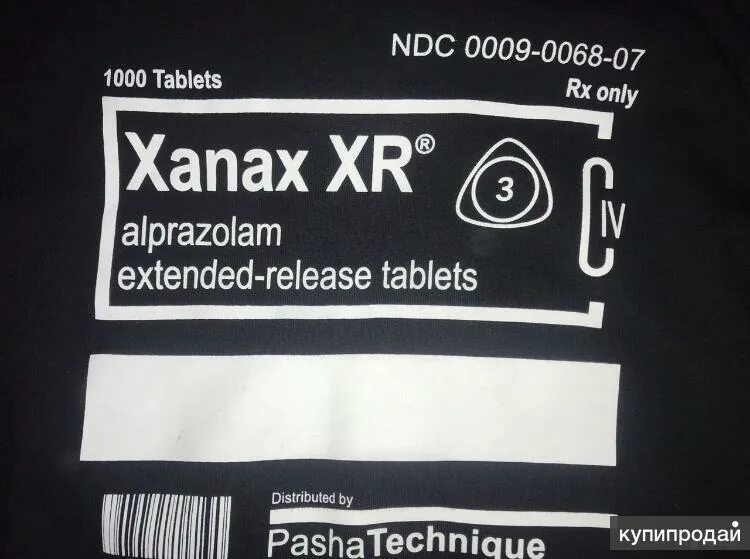 NDC 0009-0068-07
1000 Tablets
Rx only
Xanax XR®
3
CIV
alprazolam
extended-release tablets
Distributed by
PashaTechnique
купипродай